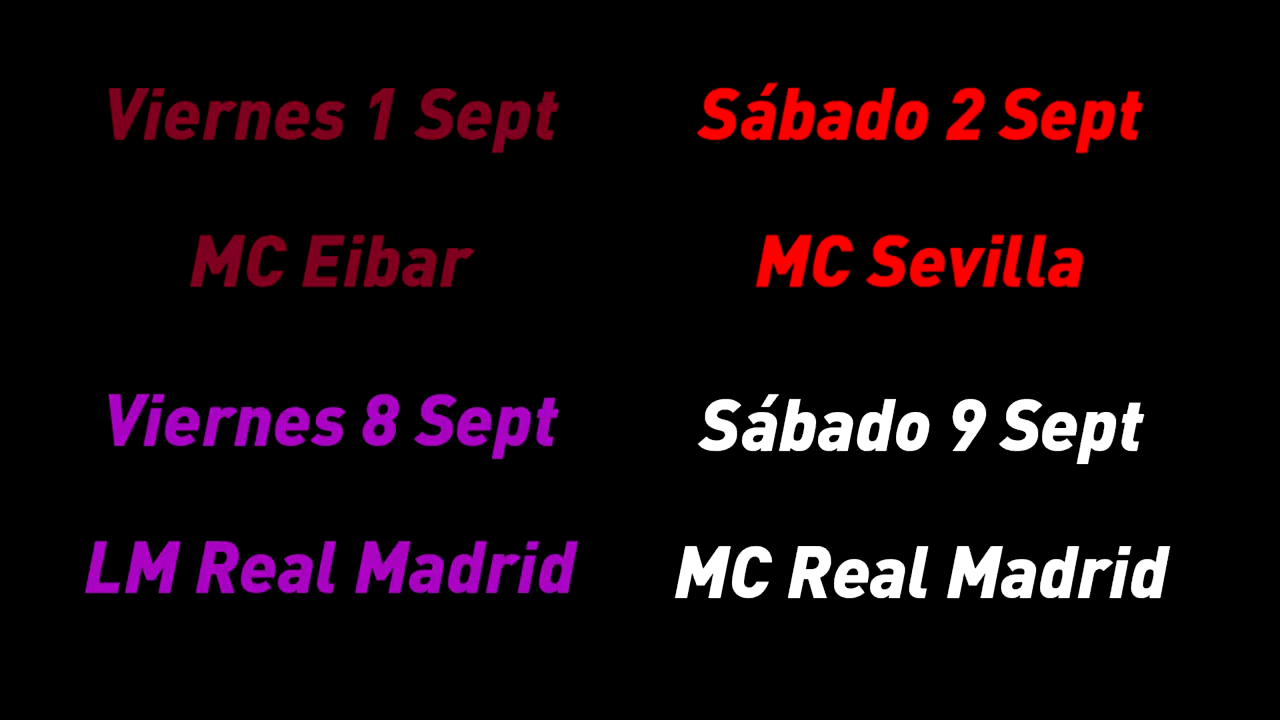 Viernes 1 Sept
MC Eibar
Sábado 2 Sept
MC Sevilla
Viernes 8 Sept
LM Real Madrid
Sábado 9 Sept
MC Real Madrid